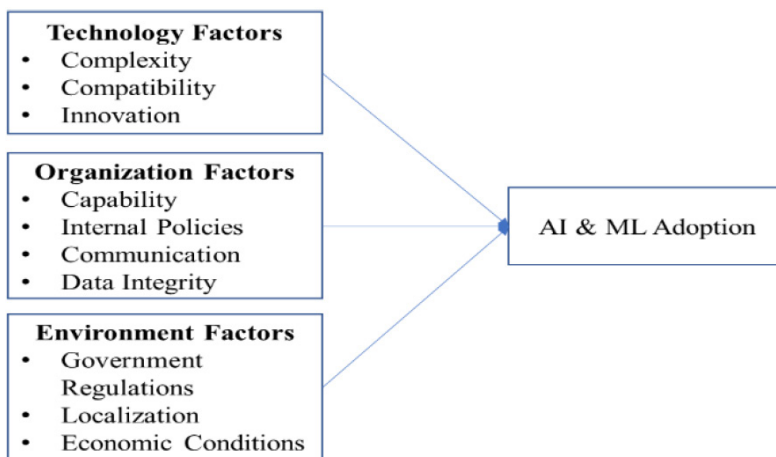 Technology Factors
• Complexity
• Compatibility
• Innovation
Organization Factors
• Capability
• Internal Policies
• Communication
• Data Integrity
AI & ML Adoption
Environment Factors
• Government
Regulations
• Localization
• Economic Conditions